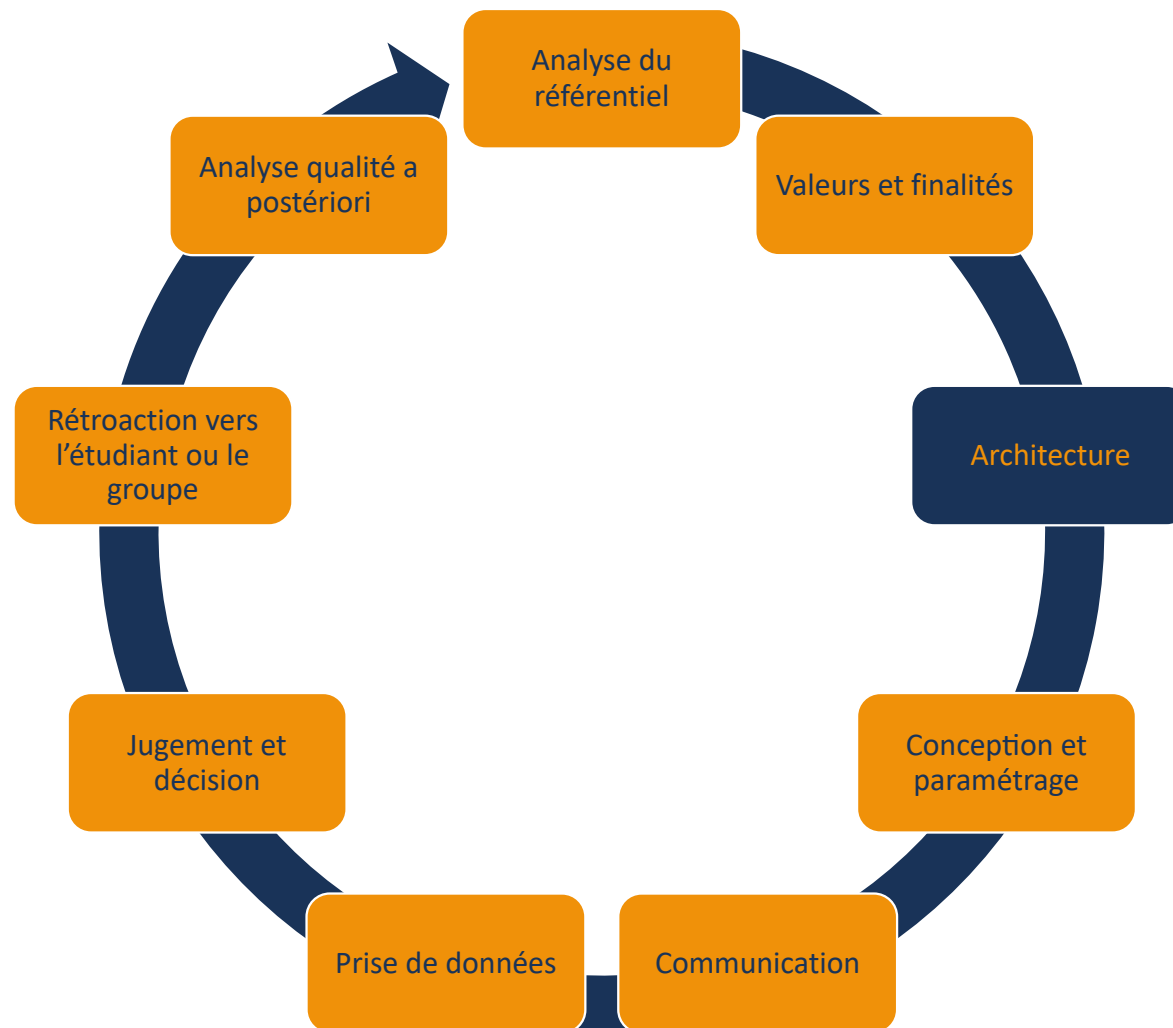 Analyse du
référentiel
Valeurs et finalités
Architecture
Conception et
paramétrage
Communication
Prise de données
Jugement et
décision
Rétroaction vers
l’étudiant ou le
groupe
Analyse qualité a
postériori